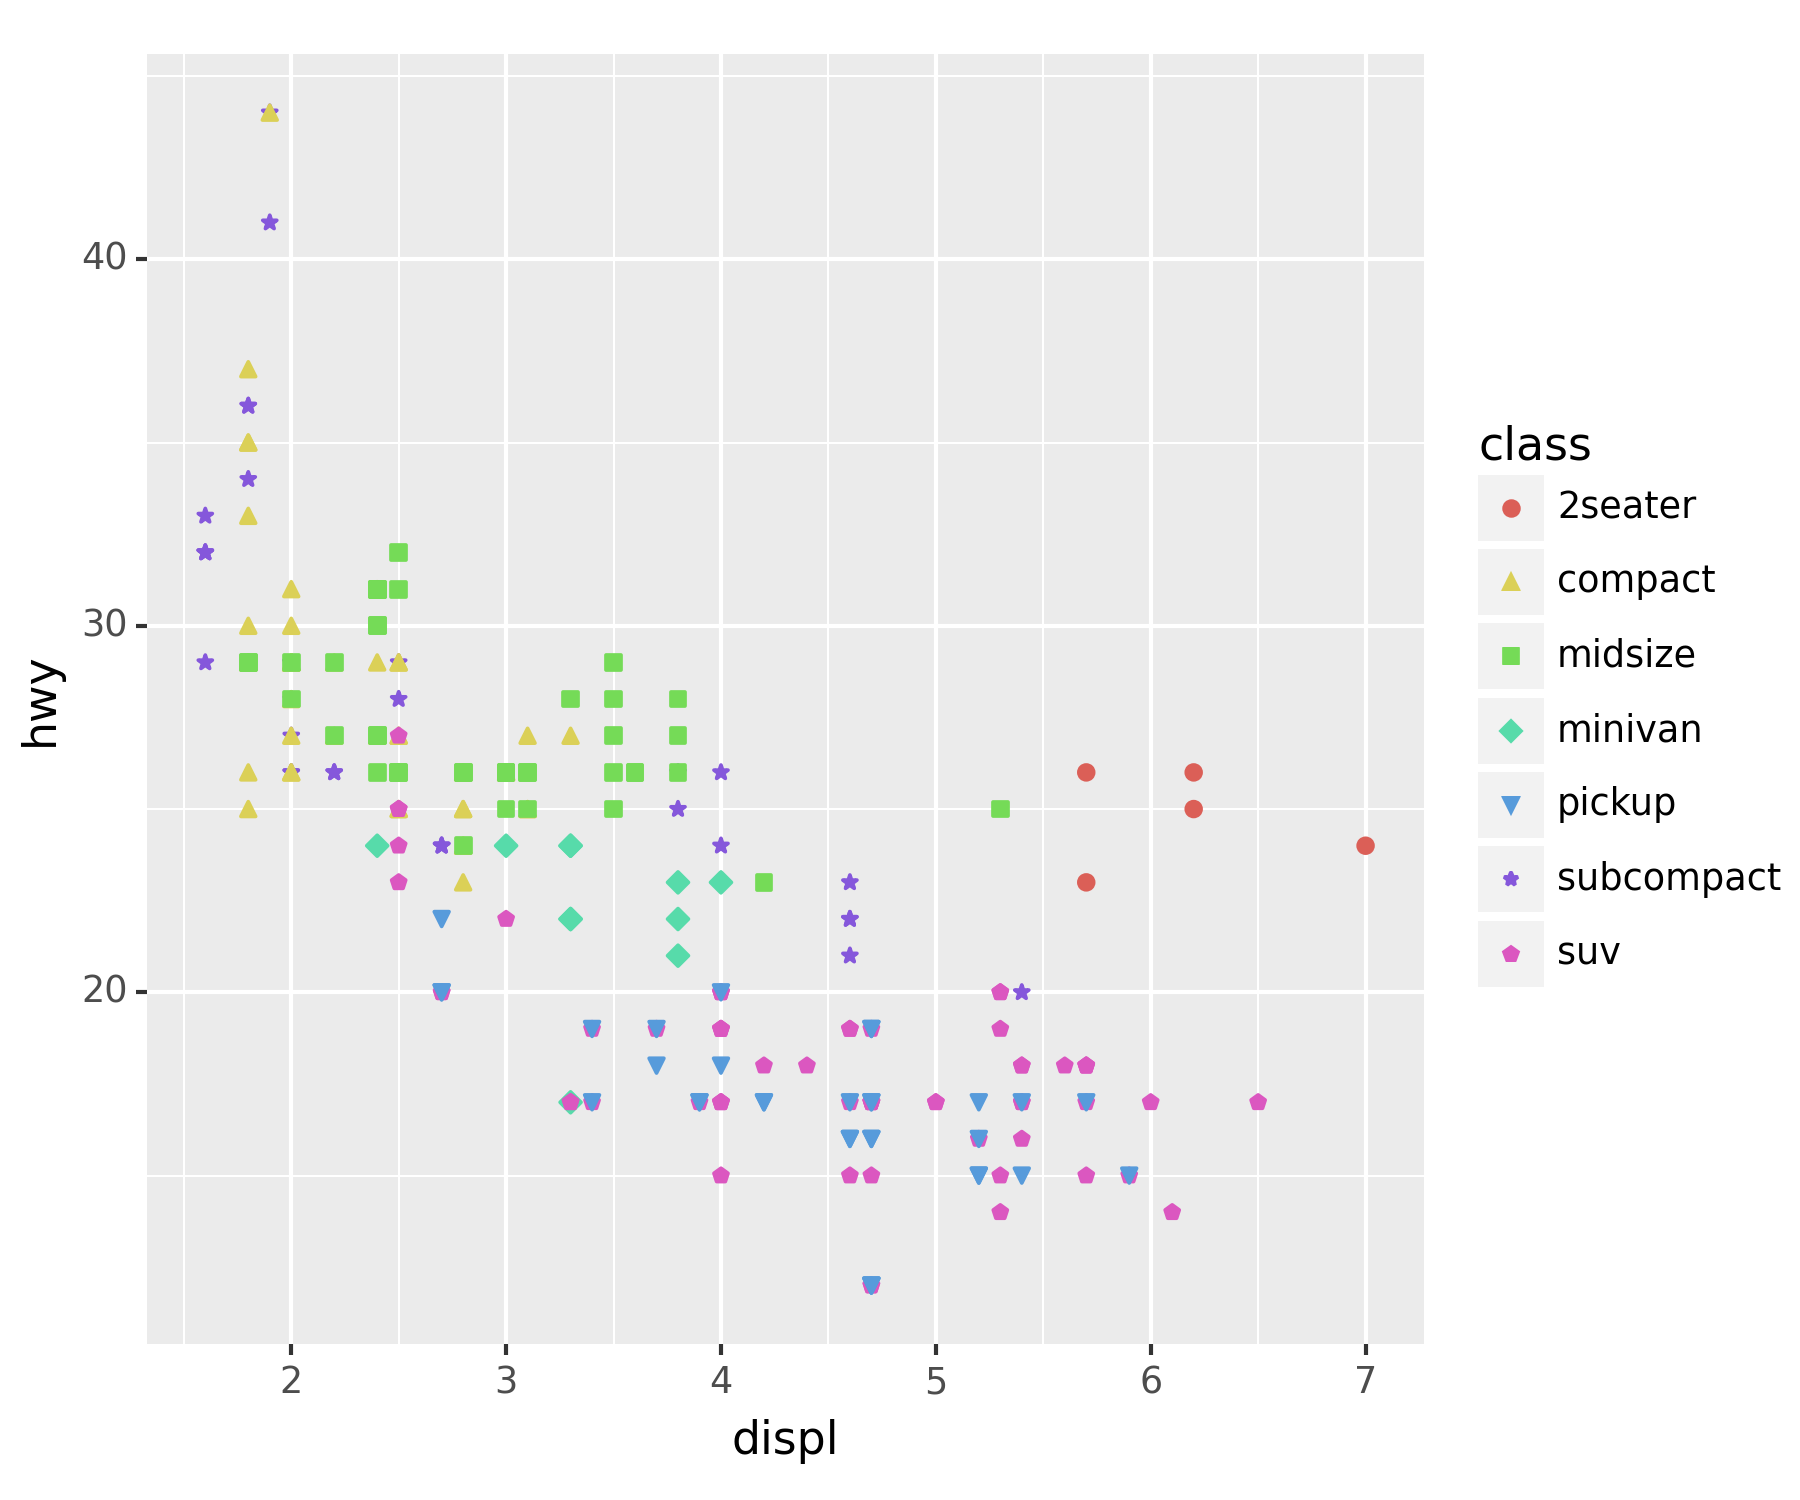 40
30
20
hwy
2 3 4 5 6 7
displ
class
2seater
compact
midsize
minivan
pickup
subcompact
suv